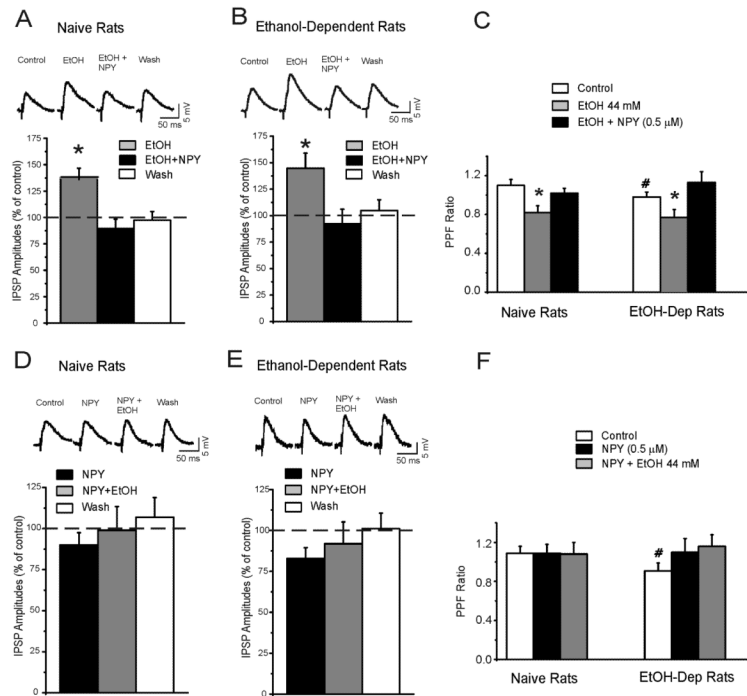 A
Naive Rats
Control
EtOH
EtOH +
NPY
Wash
50 ms
5 mV
IPSP Amplitudes (% of control)
175
150
125
100
75
50
25
0
*
EtOH
EtOH+NPY
Wash
B
Ethanol-Dependent Rats
Control
EtOH
EtOH +
NPY
Wash
50 ms
5 mV
IPSP Amplitudes (% of control)
175
150
125
100
75
50
25
0
*
EtOH
EtOH+NPY
Wash
C
Control
EtOH 44 mM
EtOH + NPY (0.5 µM)
PPF Ratio
1.2
0.8
0.4
0.0
*
#
*
Naive Rats
EtOH-Dep Rats
D
Naive Rats
Control
NPY
NPY +
EtOH
Wash
50 ms
5 mV
IPSP Amplitudes (% of control)
175
150
125
100
75
50
25
0
NPY
NPY+EtOH
Wash
E
Ethanol-Dependent Rats
Control
NPY
NPY +
EtOH
Wash
50 ms
5 mV
IPSP Amplitudes (% of control)
175
150
125
100
75
50
25
0
NPY
NPY+EtOH
Wash
F
Control
NPY (0.5 µM)
NPY + EtOH 44 mM
PPF Ratio
1.2
0.8
0.4
0.0
#
Naive Rats
EtOH-Dep Rats